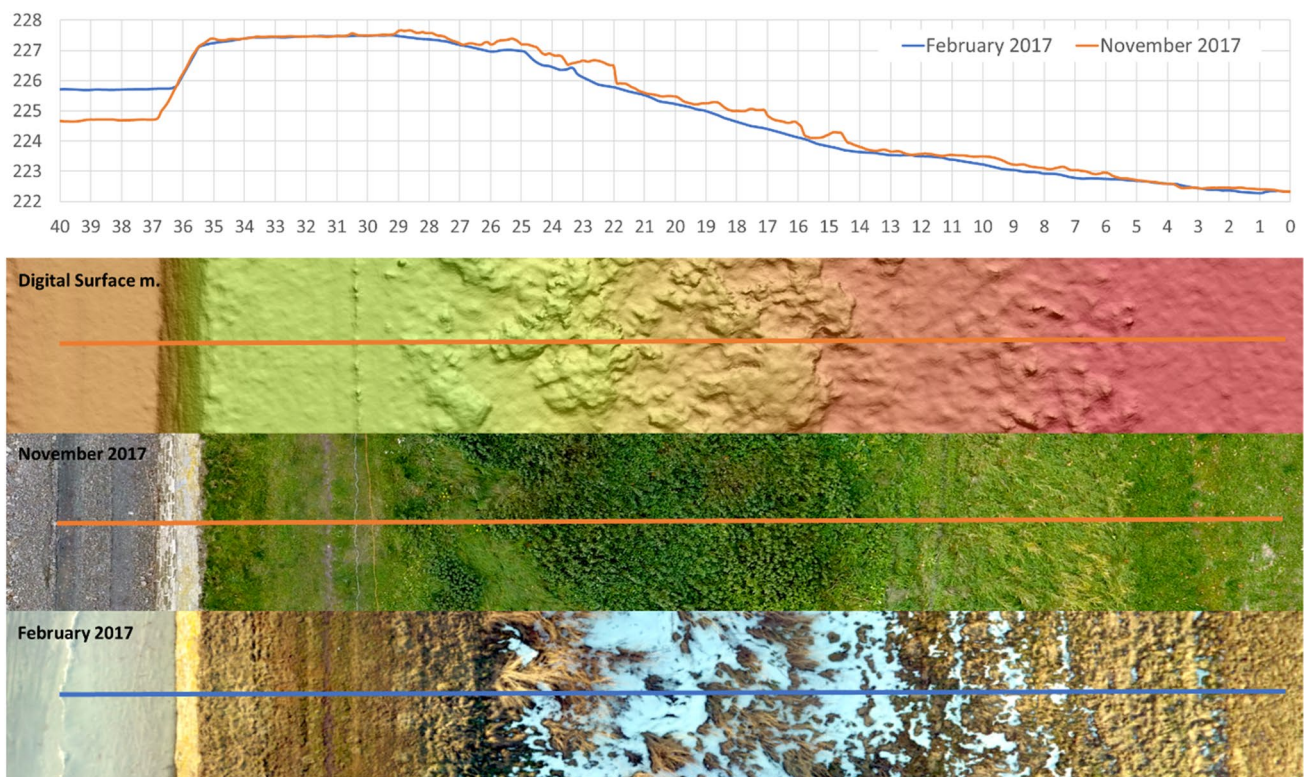 228
227
226
225
224
223
222
February 2017 November 2017
40 39 38 37 36 35 34 33 32 31 30 29 28 27 26 25 24 23 22 21 20 19 18 17 16 15 14 13 12 11 10 9 8 7 6 5 4 3 2 1 0
Digital Surface m.
November 2017
February 2017